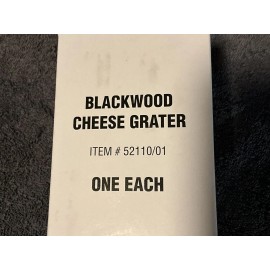 BLACKWOOD
CHEESE GRATER
ITEM # 52110/01
ONE EACH